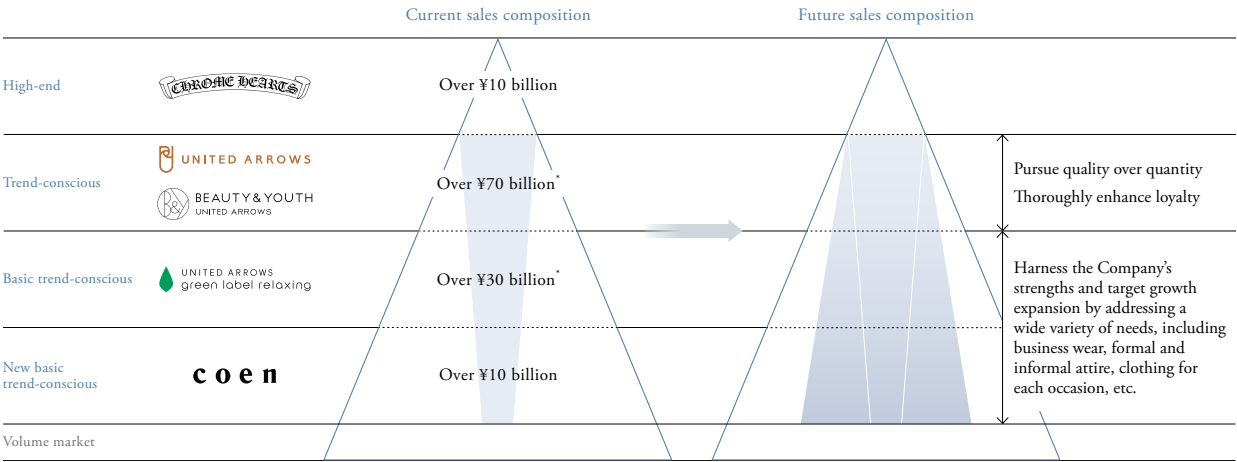 Current sales composition
Future sales composition
High-end
CHROME HEARTS
Over ¥10 billion
Trend-conscious
UNITED ARROWS
B&Y
BEAUTY&YOUTH
UNITED ARROWS
Over ¥70 billion*
Pursue quality over quantity
Thoroughly enhance loyalty
Basic trend-conscious
UNITED ARROWS
green label relaxing
Over ¥30 billion*
Harness the Company's
strengths and target growth
expansion by addressing a
wide variety of needs, including
business wear, formal and
informal attire, clothing for
each occasion, etc.
New basic
trend-conscious
coen
Over ¥10 billion
Volume market